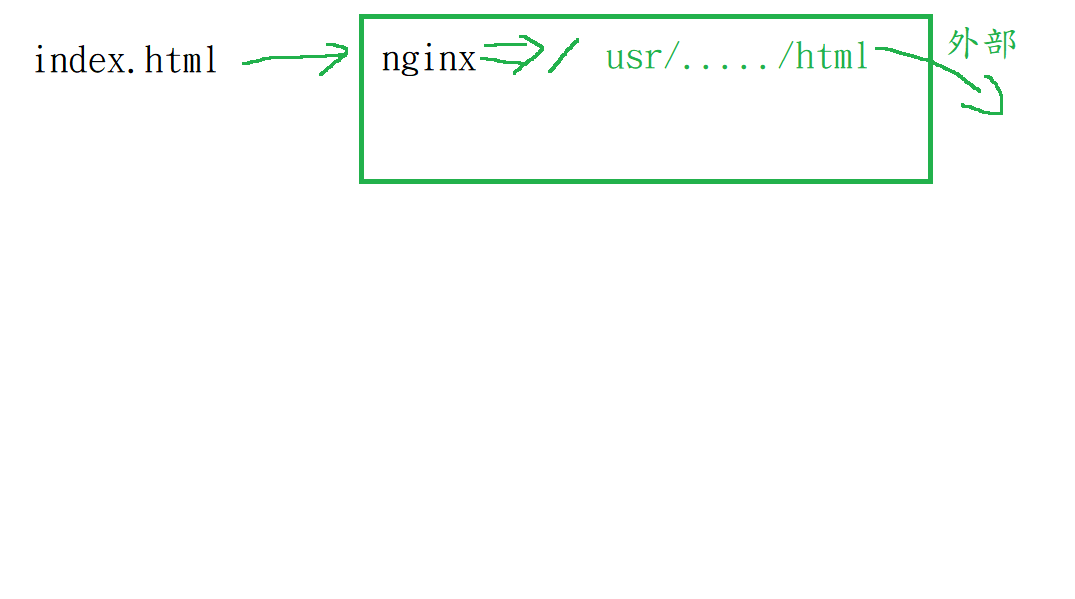 index.html nginx / usr/...../html 外部